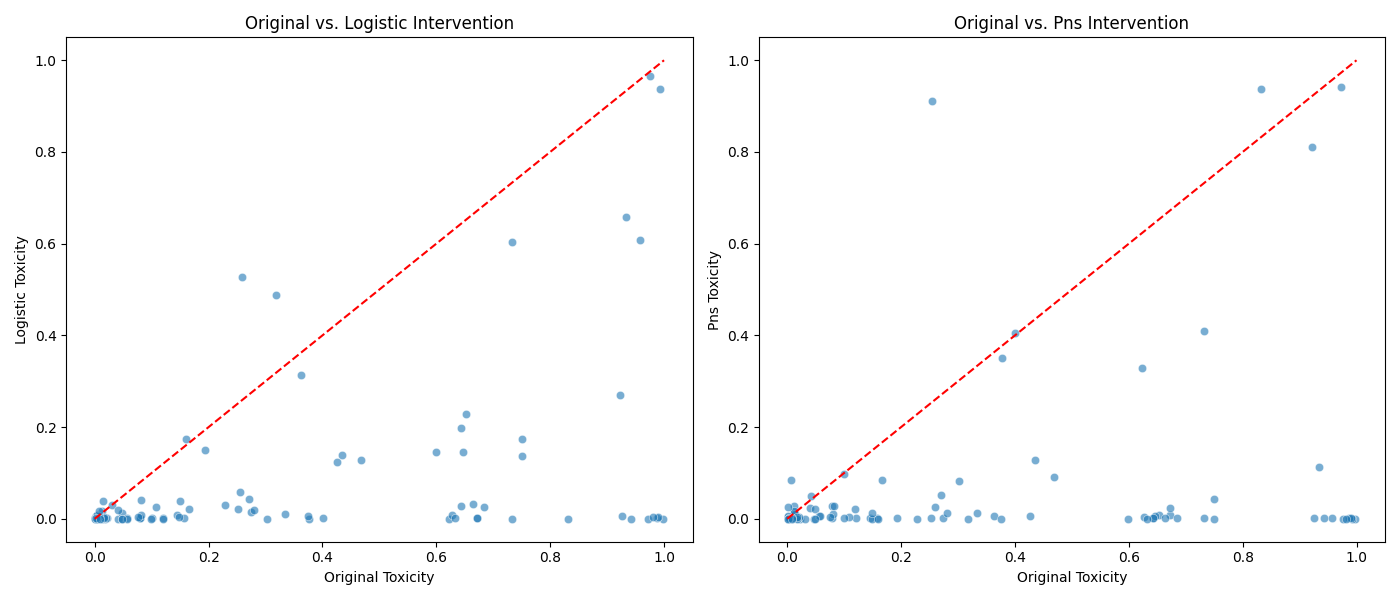 Original vs. Logistic Intervention
1.0
0.8
0.6
0.4
0.2
0.0
Logistic Toxicity
0.0 0.2 0.4 0.6 0.8 1.0
Original Toxicity
Original vs. Pns Intervention
1.0
0.8
0.6
0.4
0.2
0.0
Pns Toxicity
0.0 0.2 0.4 0.6 0.8 1.0
Original Toxicity